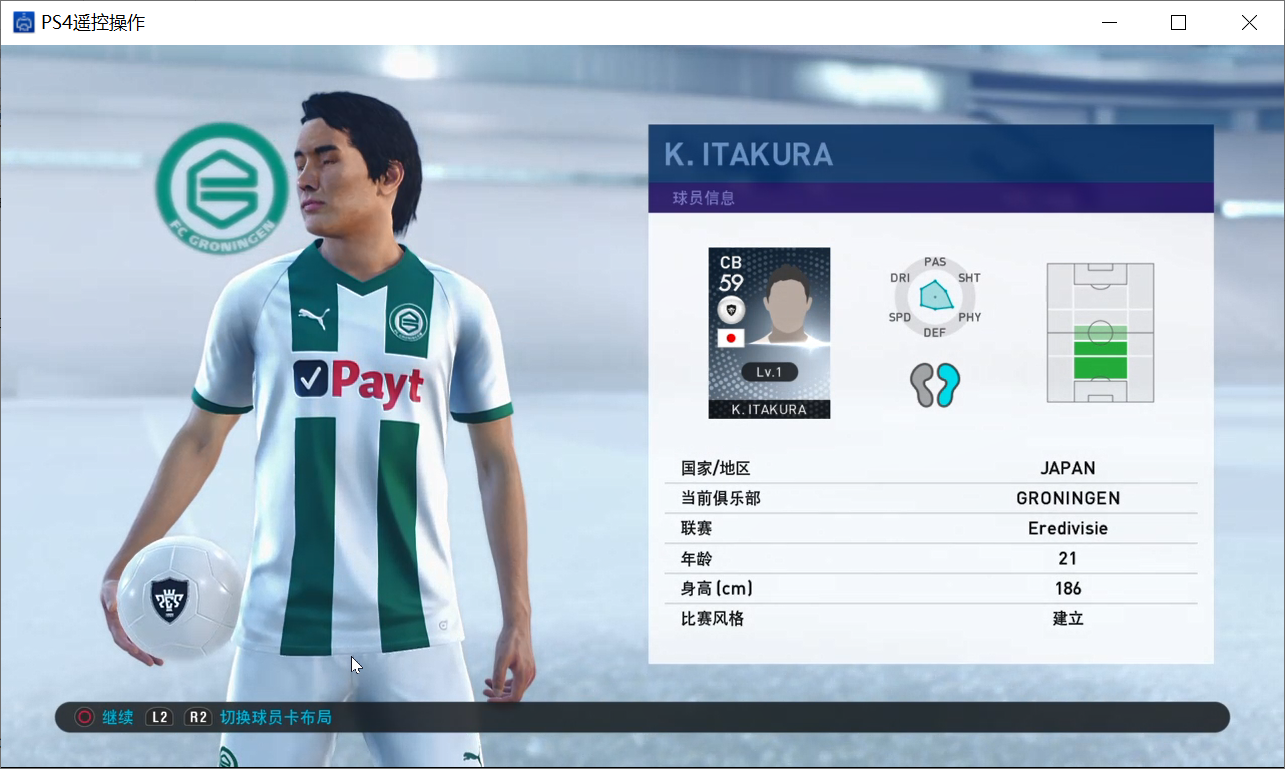 PS4遥控操作
FC GRONINGEN
Payt
K. ITAKURA
球员信息
CB
59
Lv.1
K. ITAKURA
PAS
DRI
SHT
SPD
PHY
DEF
国家/地区 JAPAN
当前俱乐部 GRONINGEN
联赛 Eredivisie
年龄 21
身高 (cm) 186
比赛风格 建立
继续 L2 R2 切换球员卡布局